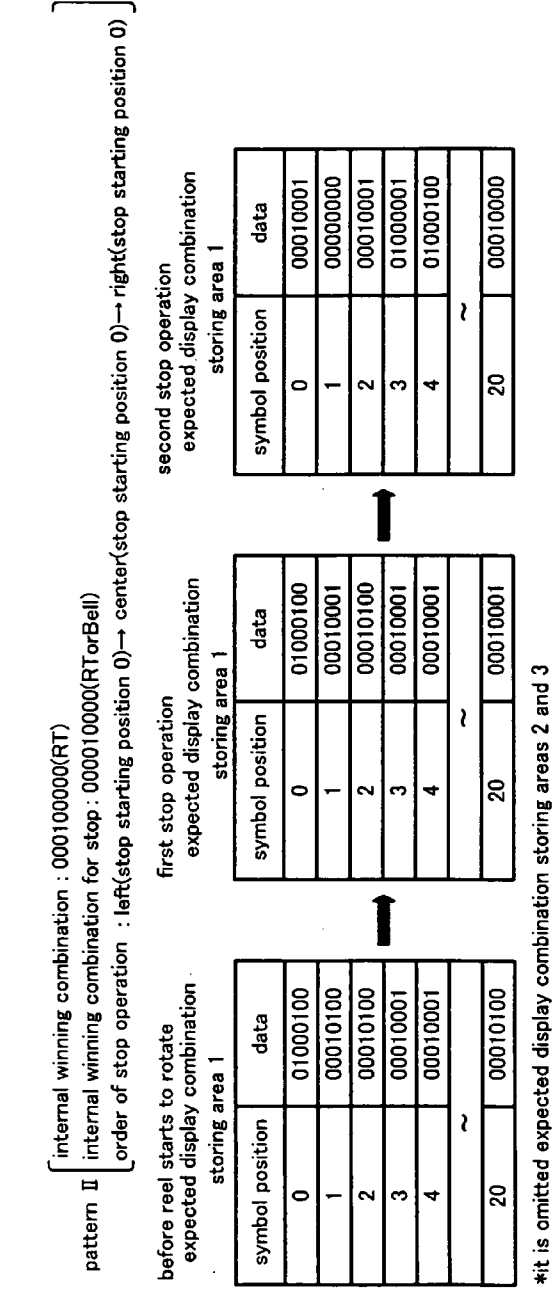 pattern Ⅱ
internal winning combination : 000100000(RT)
internal winning combination for stop : 000010000(RTorBell)
order of stop operation : left(stop starting position 0)→ center(stop starting position 0)→right(stop starting position 0)
before reel starts to rotate
expected display combination
storing area 1
symbol position data
0 01000100
1 00010100
2 00010100
3 00010001
4 00010001
~
20 00010100
first stop operation
expected display combination
storing area 1
symbol position data
0 01000100
1 00010001
2 00010100
3 00010001
4 00010001
~
20 00010001
second stop operation
expected display combination
storing area 1
symbol position data
0 00010001
1 00000000
2 00010001
3 01000001
4 01000100
~
20 00010000
*it is omitted expected display combination storing areas 2 and 3